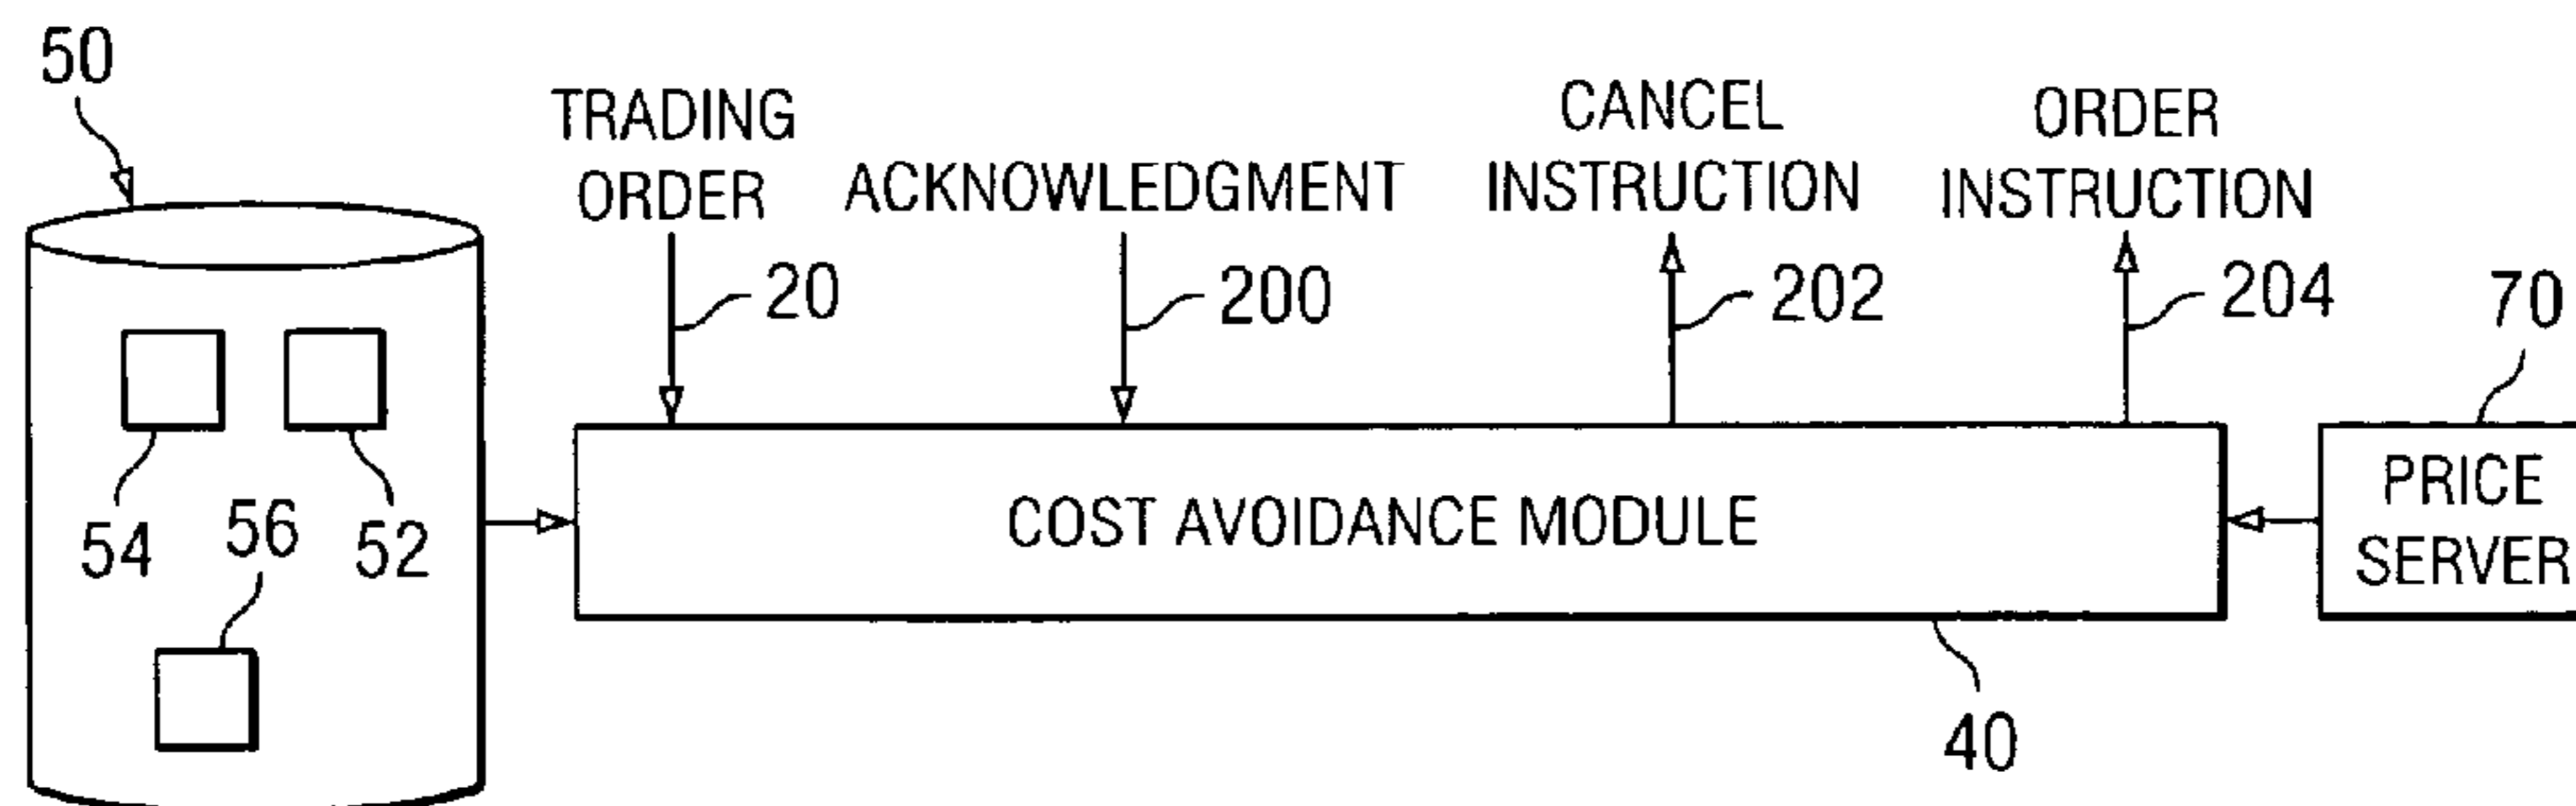 50
TRADING
ORDER
ACKNOWLEDGMENT
CANCEL
INSTRUCTION
ORDER
INSTRUCTION
20
200
202
204
70
54
56
52
COST AVOIDANCE MODULE
PRICE
SERVER
40